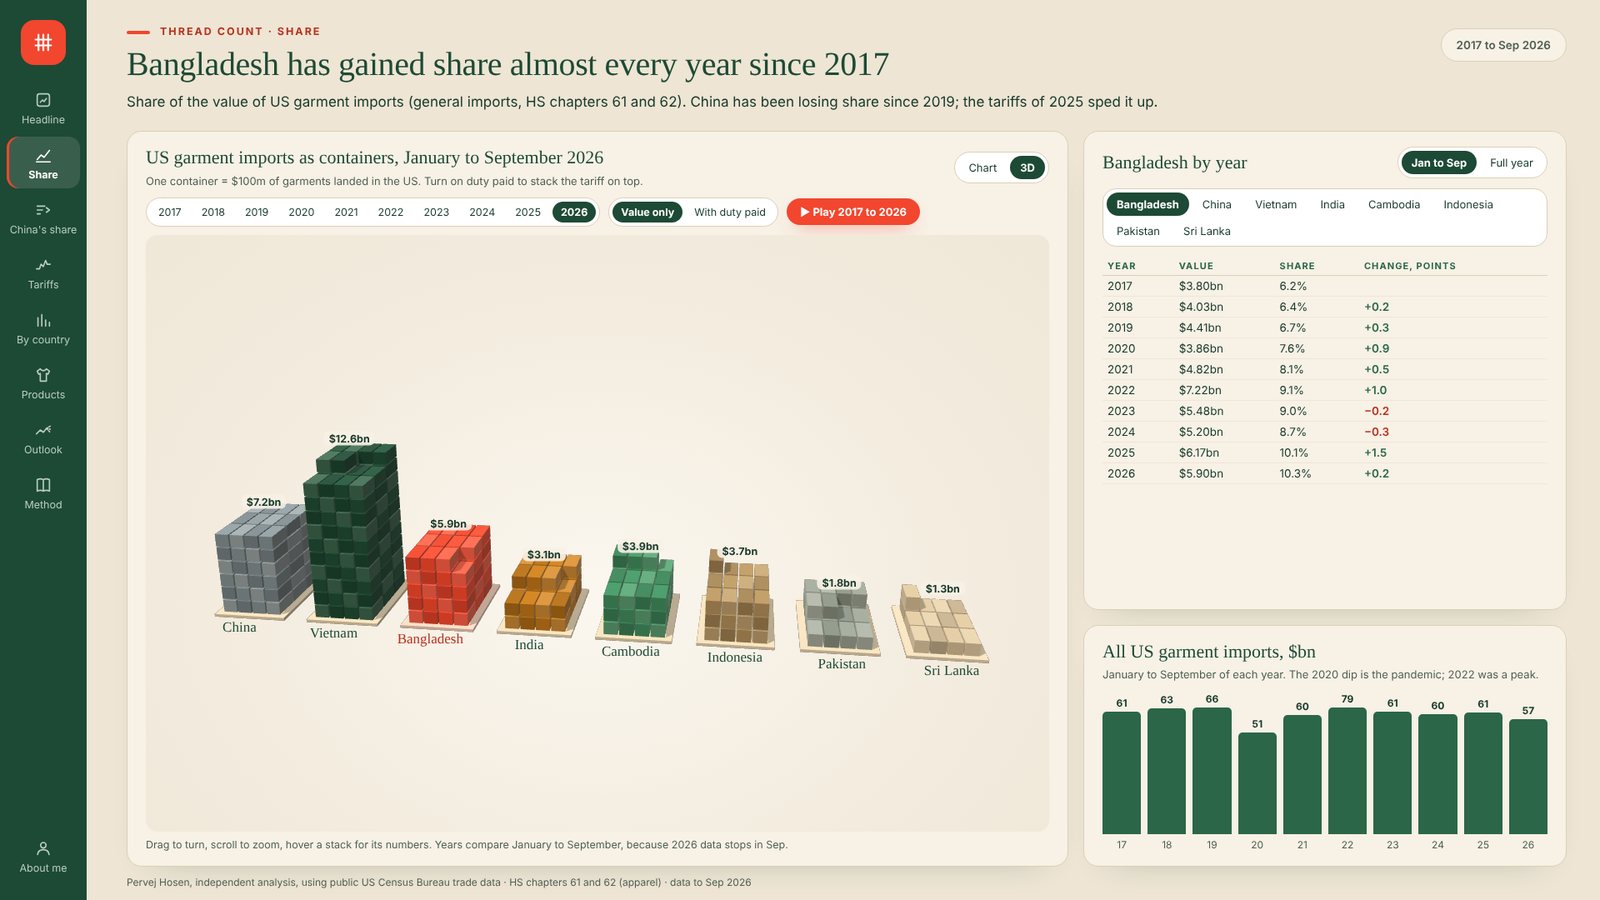 THREAD COUNT · SHARE
Bangladesh has gained share almost every year since 2017
Share of the value of US garment imports (general imports, HS chapters 61 and 62). China has been losing share since 2019; the tariffs of 2025 sped it up.
2017 to Sep 2026
Headline
Share
China's share
Tariffs
By country
Products
Outlook
Method
About me
US garment imports as containers, January to September 2026
One container = $100m of garments landed in the US. Turn on duty paid to stack the tariff on top.
Chart 3D
2017 2018 2019 2020 2021 2022 2023 2024 2025 2026
Value only With duty paid
▶ Play 2017 to 2026
$12.6bn
$7.2bn
$5.9bn
$3.1bn
$3.9bn
$3.7bn
$1.8bn
$1.3bn
China
Vietnam
Bangladesh
India
Cambodia
Indonesia
Pakistan
Sri Lanka
Drag to turn, scroll to zoom, hover a stack for its numbers. Years compare January to September, because 2026 data stops in Sep.
Bangladesh by year
Jan to Sep Full year
Bangladesh China Vietnam India Cambodia Indonesia
Pakistan Sri Lanka
YEAR VALUE SHARE CHANGE, POINTS
2017 $3.80bn 6.2%
2018 $4.03bn 6.4% +0.2
2019 $4.41bn 6.7% +0.3
2020 $3.86bn 7.6% +0.9
2021 $4.82bn 8.1% +0.5
2022 $7.22bn 9.1% +1.0
2023 $5.48bn 9.0% −0.2
2024 $5.20bn 8.7% −0.3
2025 $6.17bn 10.1% +1.5
2026 $5.90bn 10.3% +0.2
All US garment imports, $bn
January to September of each year. The 2020 dip is the pandemic; 2022 was a peak.
61 63 66 51 60 79 61 60 61 57
17 18 19 20 21 22 23 24 25 26
Pervej Hosen, independent analysis, using public US Census Bureau trade data · HS chapters 61 and 62 (apparel) · data to Sep 2026